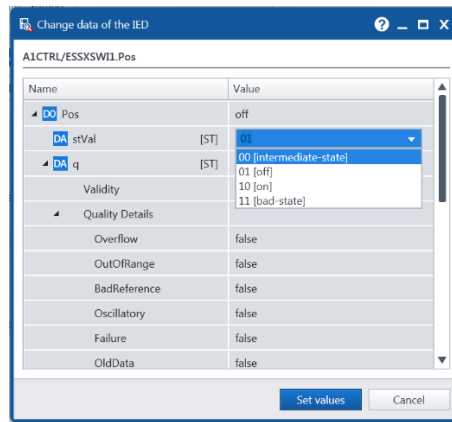 Change data of the IED
A1CTRL/ESSXSWI1.Pos
Name Value
DO Pos off
DA stVal [ST] 01
00 [intermediate-state]
01 [off]
10 [on]
11 [bad-state]
DA q [ST]
Validity
Quality Details
Overflow false
OutOfRange false
BadReference false
Oscillatory false
Failure false
OldData false
Set values Cancel